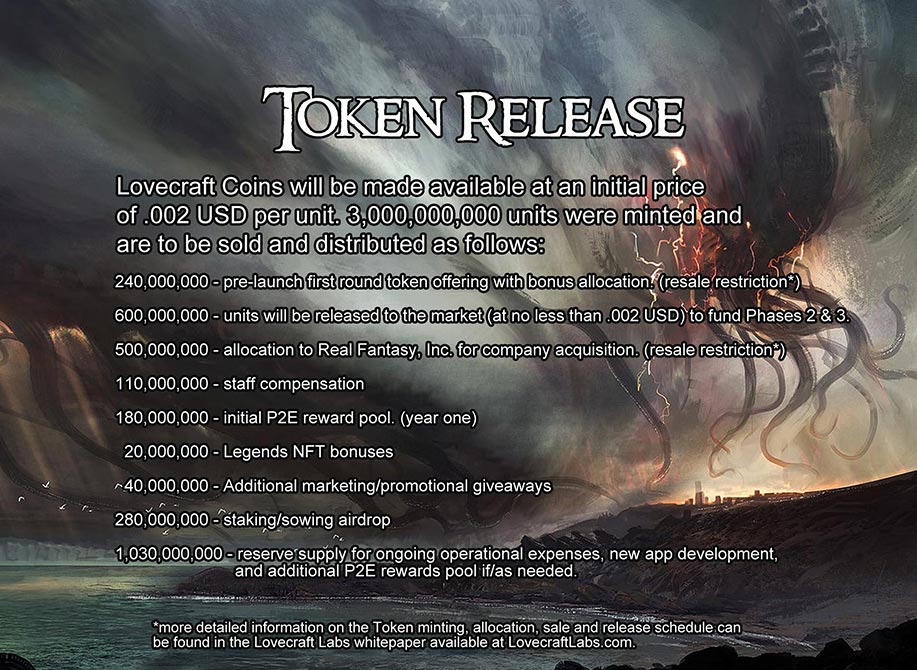 TOKEN RELEASE
Lovecraft Coins will be made available at an initial price
of .002 USD per unit. 3,000,000,000 units were minted and
are to be sold and distributed as follows:
240,000,000 - pre-launch first round token offering with bonus allocation. (resale restriction*)
600,000,000 - units will be released to the market (at no less than .002 USD) to fund Phases 2 & 3.
500,000,000 - allocation to Real Fantasy, Inc. for company acquisition. (resale restriction*)
110,000,000 - staff compensation
180,000,000 - initial P2E reward pool. (year one)
20,000,000 - Legends NFT bonuses
40,000,000 - Additional marketing/promotional giveaways
280,000,000 - staking/sowing airdrop
1,030,000,000 - reserve supply for ongoing operational expenses, new app development,
and additional P2E rewards pool if/as needed.
*more detailed information on the Token minting, allocation, sale and release schedule can
be found in the Lovecraft Labs whitepaper available at LovecraftLabs.com.